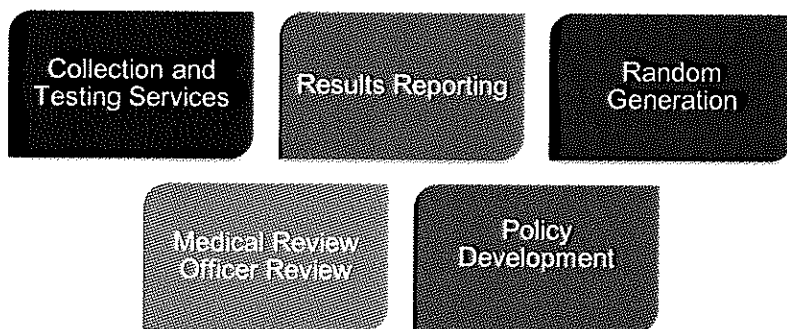 Collection and
Testing Services
Results Reporting
Random
Generation
Medical Review
Officer Review
Policy
Development